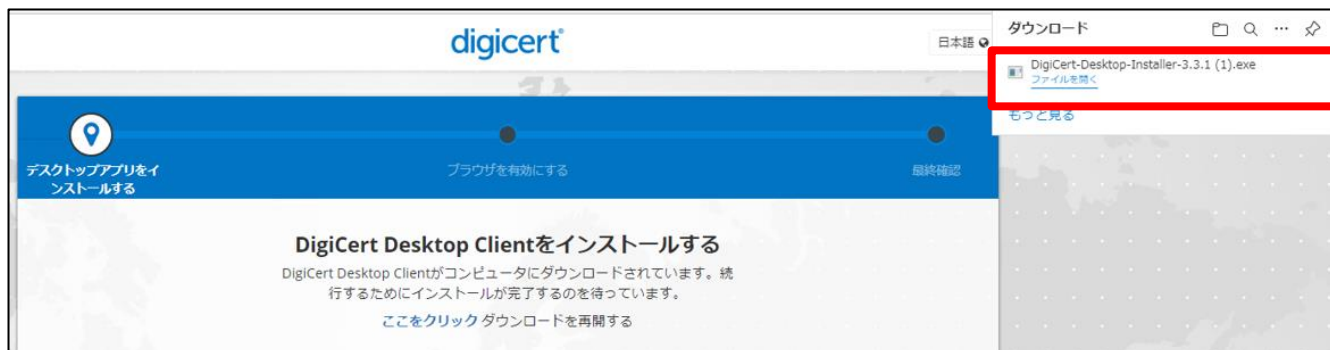 digicert
日本語
ダウンロード
DigiCert-Desktop-Installer-3.3.1 (1).exe
ファイルを開く
もっと見る
デスクトップアプリをイ
ンストールする
ブラウザを有効にする
最終確認
DigiCert Desktop Clientをインストールする
DigiCert Desktop Clientがコンピュータにダウンロードされています。続
行するためにインストールが完了するのを待っています。
ここをクリック ダウンロードを再開する